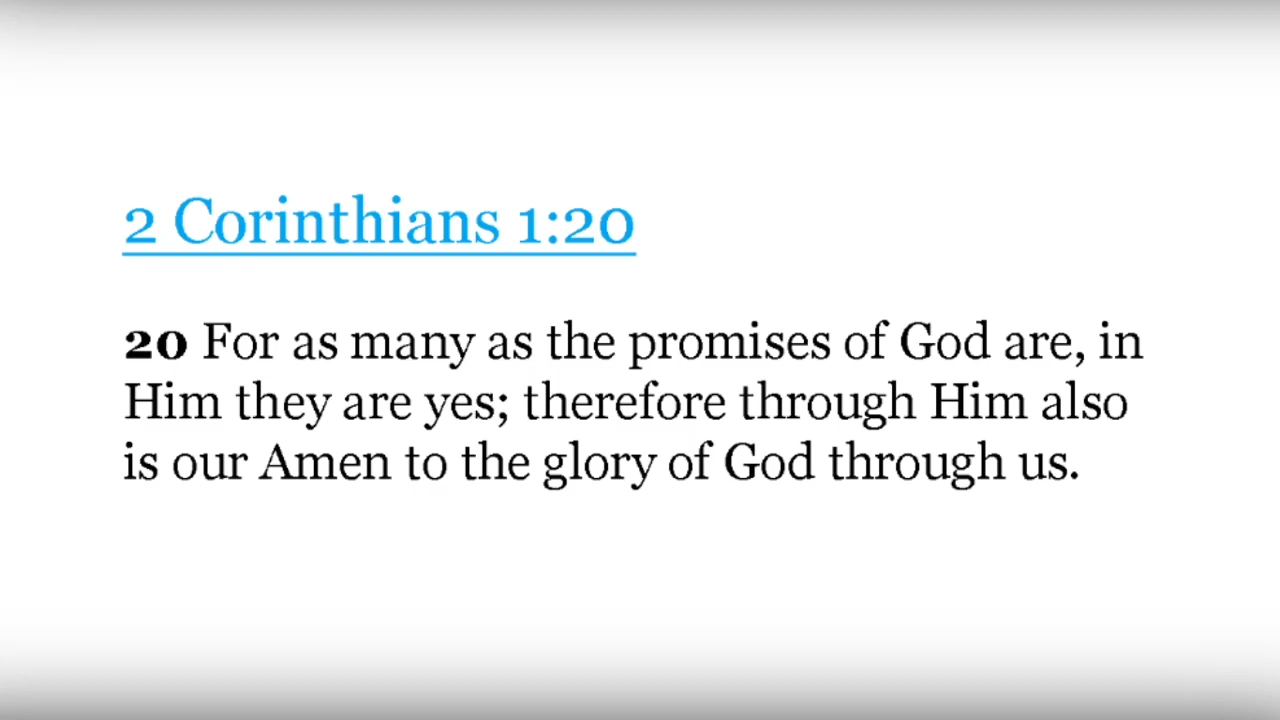 2 Corinthians 1:20
20 For as many as the promises of God are, in
Him they are yes; therefore through Him also
is our Amen to the glory of God through us.